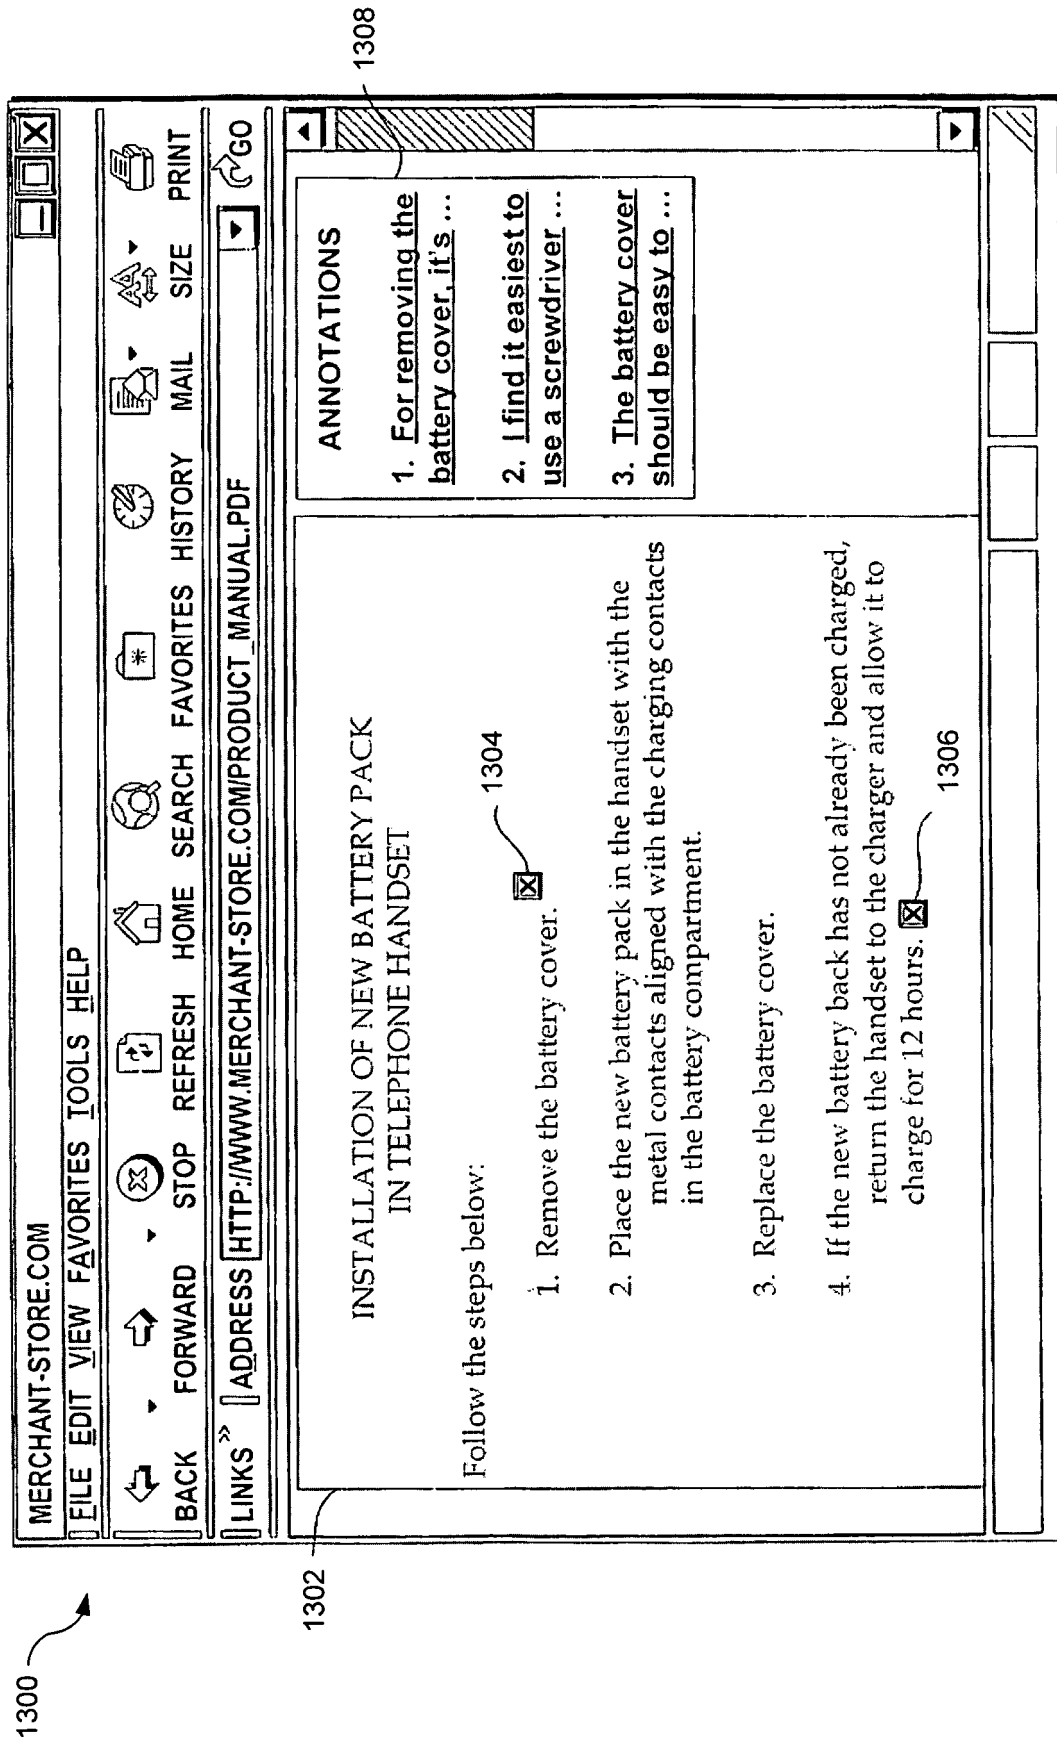 1300
MERCHANT-STORE.COM
FILE EDIT VIEW FAVORITES TOOLS HELP
BACK FORWARD STOP REFRESH HOME SEARCH FAVORITES HISTORY MAIL SIZE PRINT
LINKS » ADDRESS HTTP://WWW.MERCHANT-STORE.COM/PRODUCT_MANUAL.PDF GO
1302
1308
INSTALLATION OF NEW BATTERY PACK
IN TELEPHONE HANDSET
Follow the steps below:
1. Remove the battery cover.
1304
2. Place the new battery pack in the handset with the
metal contacts aligned with the charging contacts
in the battery compartment.
3. Replace the battery cover.
4. If the new battery back has not already been charged,
return the handset to the charger and allow it to
charge for 12 hours.
1306
ANNOTATIONS
1. For removing the
battery cover, it's ...
2. I find it easiest to
use a screwdriver ...
3. The battery cover
should be easy to ...